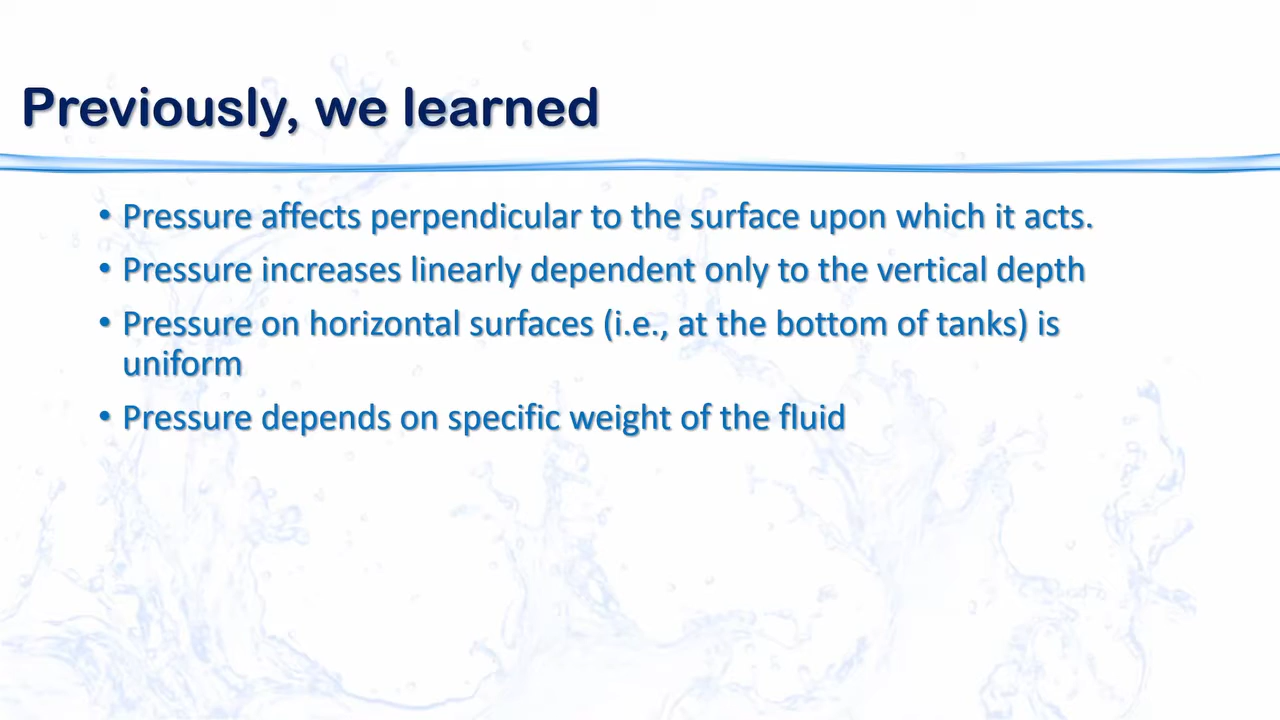 Previously, we learned
• Pressure affects perpendicular to the surface upon which it acts.
• Pressure increases linearly dependent only to the vertical depth
• Pressure on horizontal surfaces (i.e., at the bottom of tanks) is
uniform
• Pressure depends on specific weight of the fluid